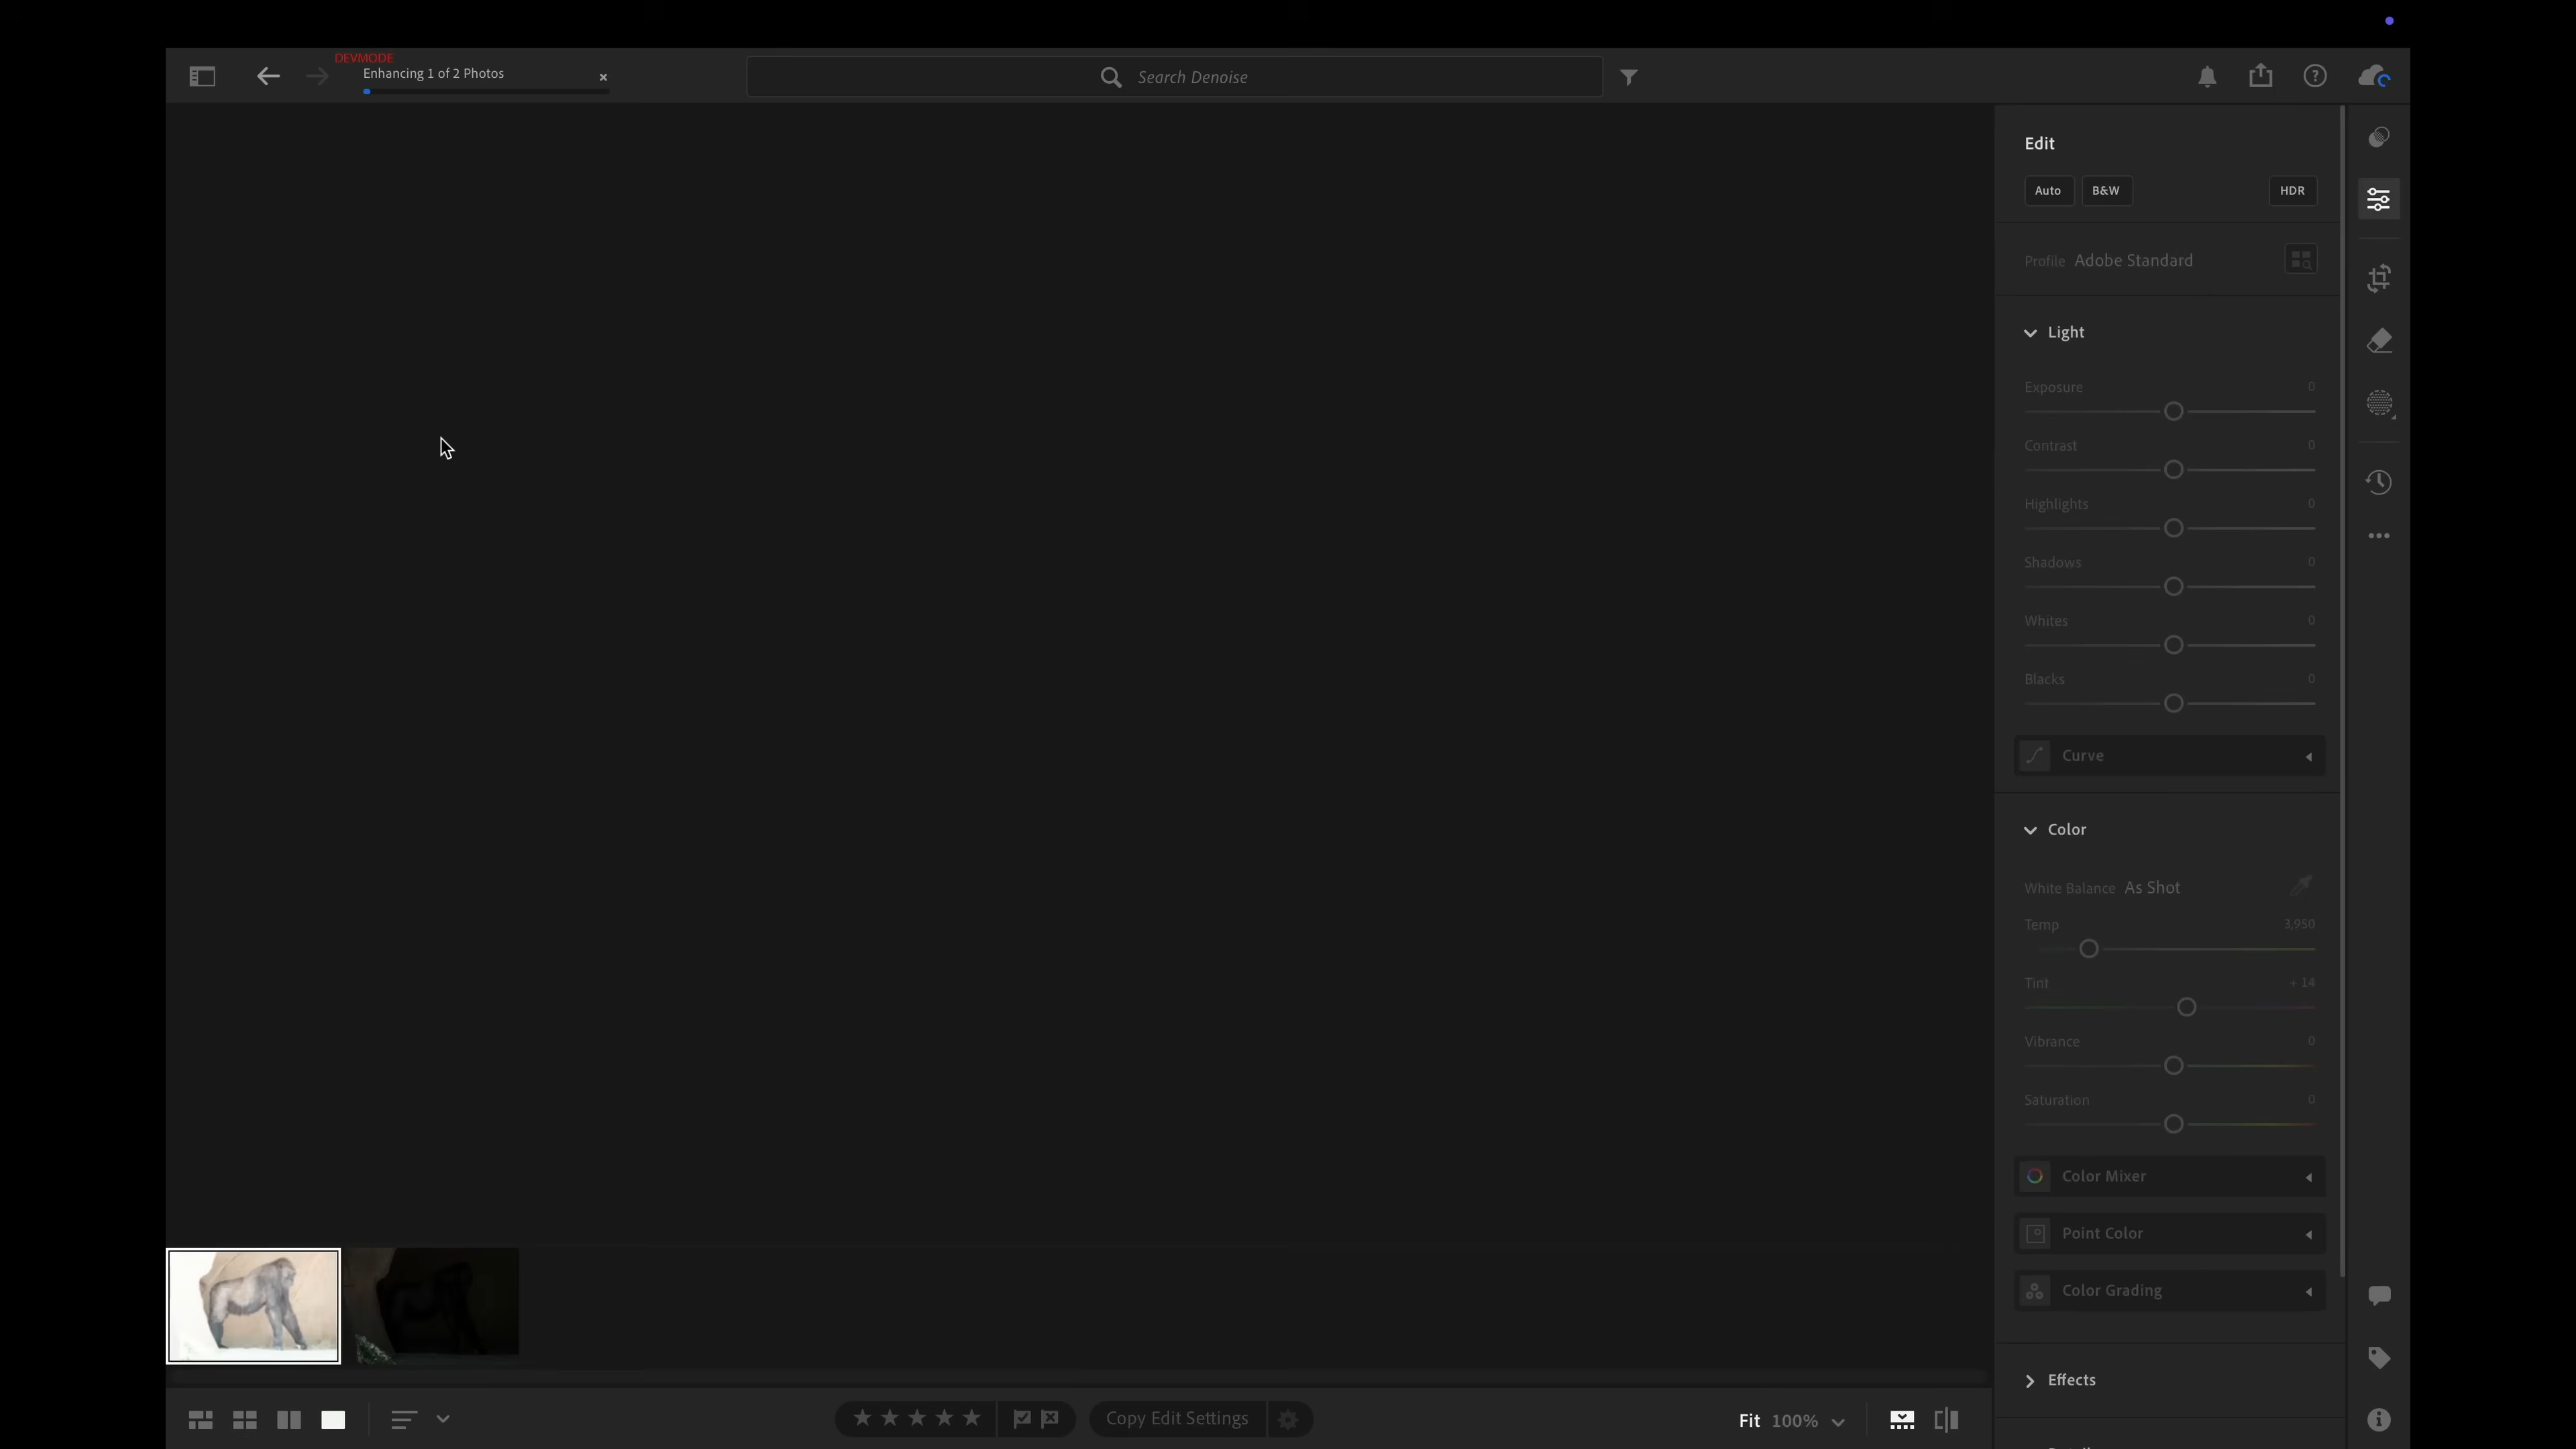 DEVMODE
Enhancing 1 of 2 Photos
Search Denoise
Edit
Auto B&W HDR
Profile Adobe Standard
Light
Exposure 0
Contrast 0
Highlights 0
Shadows 0
Whites 0
Blacks 0
Curve
Color
White Balance As Shot
Temp 3,950
Tint + 14
Vibrance 0
Saturation 0
Color Mixer
Point Color
Color Grading
Effects
Copy Edit Settings
Fit 100%